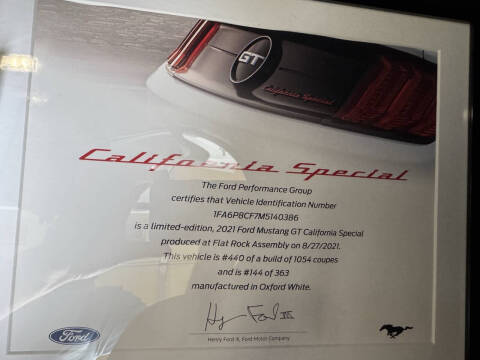 GT
California Special
California Special
The Ford Performance Group
certifies that Vehicle Identification Number
1FA6P8CF7M5140386
is a limited-edition, 2021 Ford Mustang GT California Special
produced at Flat Rock Assembly on 8/27/2021.
This vehicle is #440 of a build of 1054 coupes
and is #144 of 363
manufactured in Oxford White.
Ford
Henry Ford III, Ford Motor Company